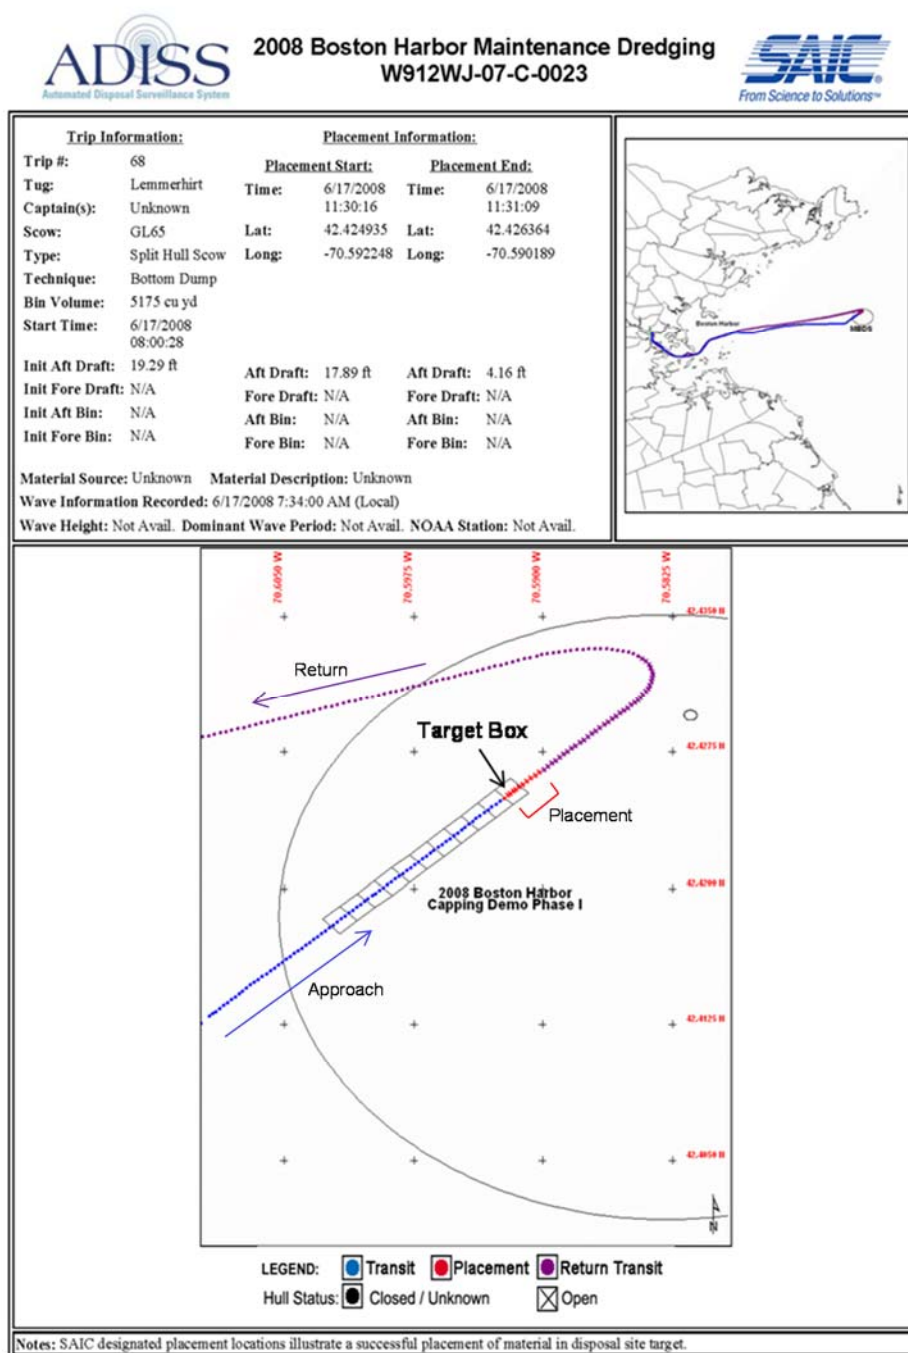 ADISS
Automated Disposal Surveillance System
2008 Boston Harbor Maintenance Dredging
W912WJ-07-C-0023
SAIC®
From Science to Solutions™
Trip Information:
Trip #: 68
Tug: Lemmerhirt
Captain(s): Unknown
Scow: GL65
Type: Split Hull Scow
Technique: Bottom Dump
Bin Volume: 5175 cu yd
Start Time: 6/17/2008
08:00:28
Init Aft Draft: 19.29 ft
Init Fore Draft: N/A
Init Aft Bin: N/A
Init Fore Bin: N/A
Placement Information:
Placement Start: Placement End:
Time: 6/17/2008 Time: 6/17/2008
11:30:16 11:31:09
Lat: 42.424935 Lat: 42.426364
Long: -70.592248 Long: -70.590189
Aft Draft: 17.89 ft Aft Draft: 4.16 ft
Fore Draft: N/A Fore Draft: N/A
Aft Bin: N/A Aft Bin: N/A
Fore Bin: N/A Fore Bin: N/A
Material Source: Unknown Material Description: Unknown
Wave Information Recorded: 6/17/2008 7:34:00 AM (Local)
Wave Height: Not Avail. Dominant Wave Period: Not Avail. NOAA Station: Not Avail.
Boston Harbor
MBDS
70.6050 W
70.5975 W
70.5900 W
70.5825 W
42.4350 N
Return
Target Box
42.4275 N
Placement
42.4200 N
2008 Boston Harbor
Capping Demo Phase I
Approach
42.4125 N
42.4050 N
N
LEGEND: Transit Placement Return Transit
Hull Status: Closed / Unknown Open
Notes: SAIC designated placement locations illustrate a successful placement of material in disposal site target.